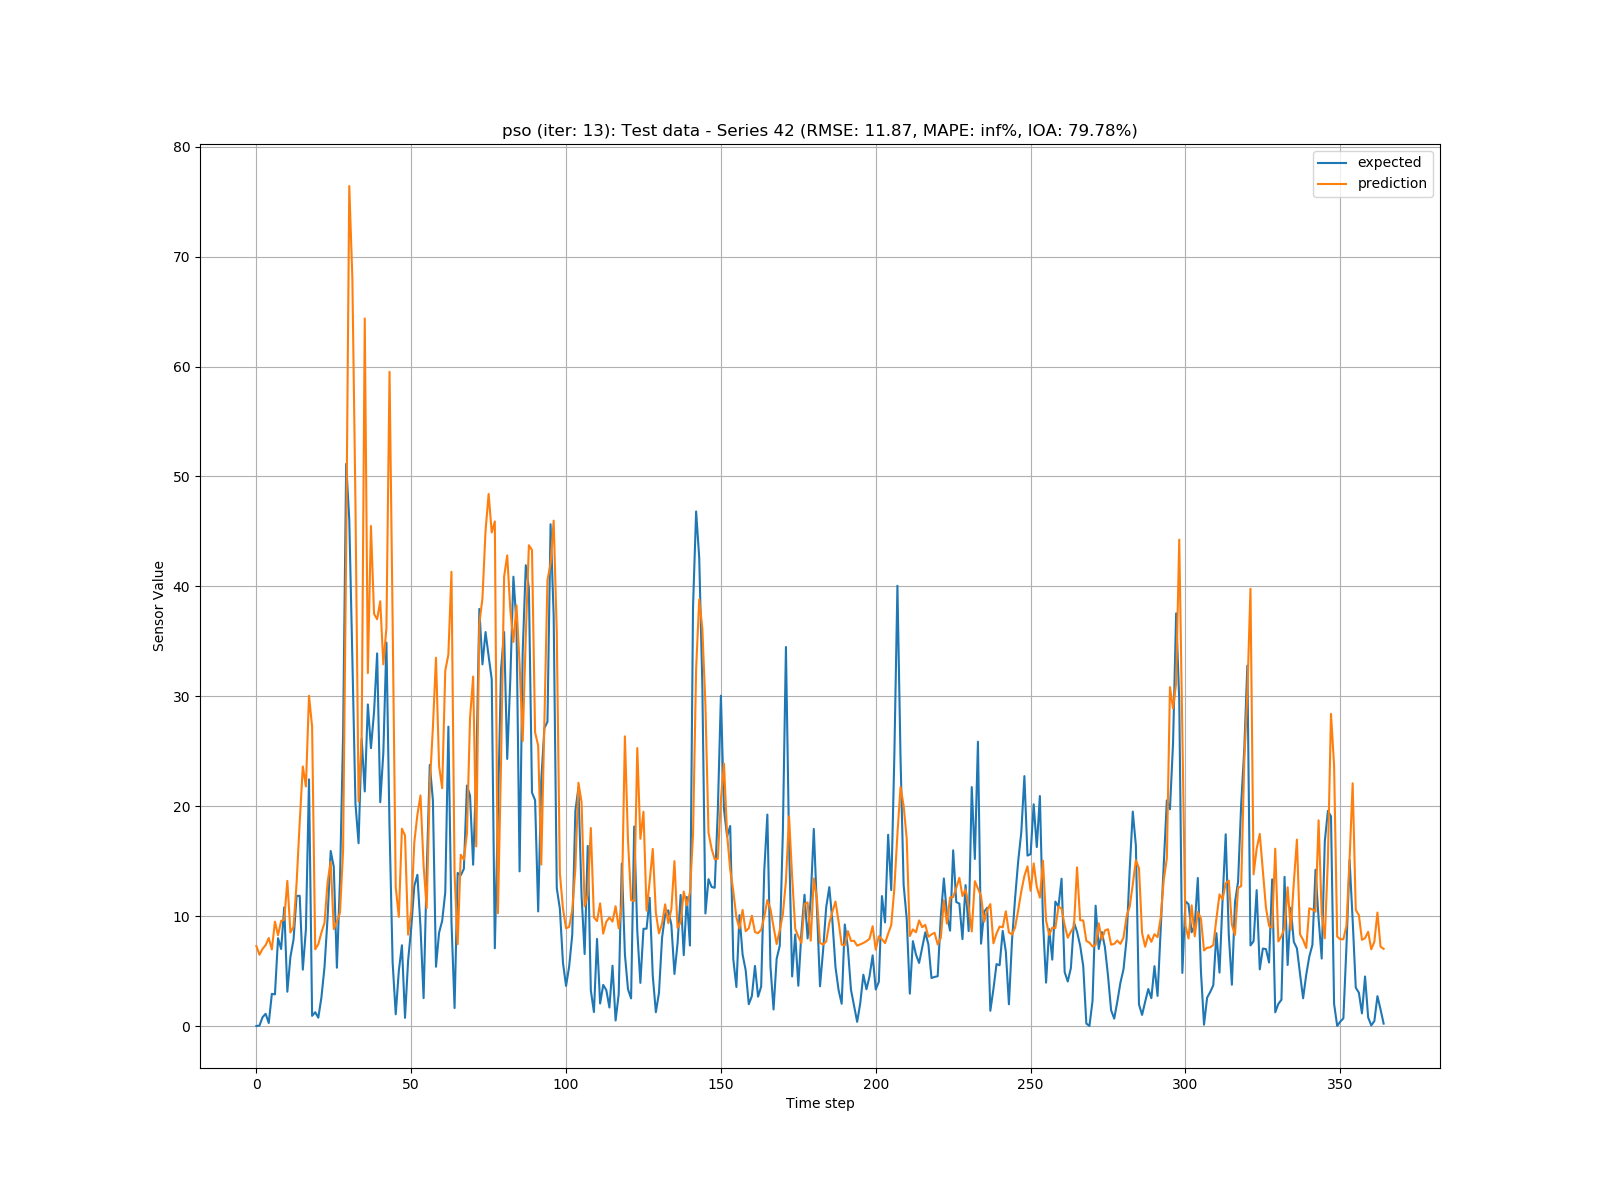 pso (iter: 13): Test data - Series 42 (RMSE: 11.87, MAPE: inf%, IOA: 79.78%)
expected
prediction
80
70
60
50
40
30
20
10
0
Sensor Value
0 50 100 150 200 250 300 350
Time step